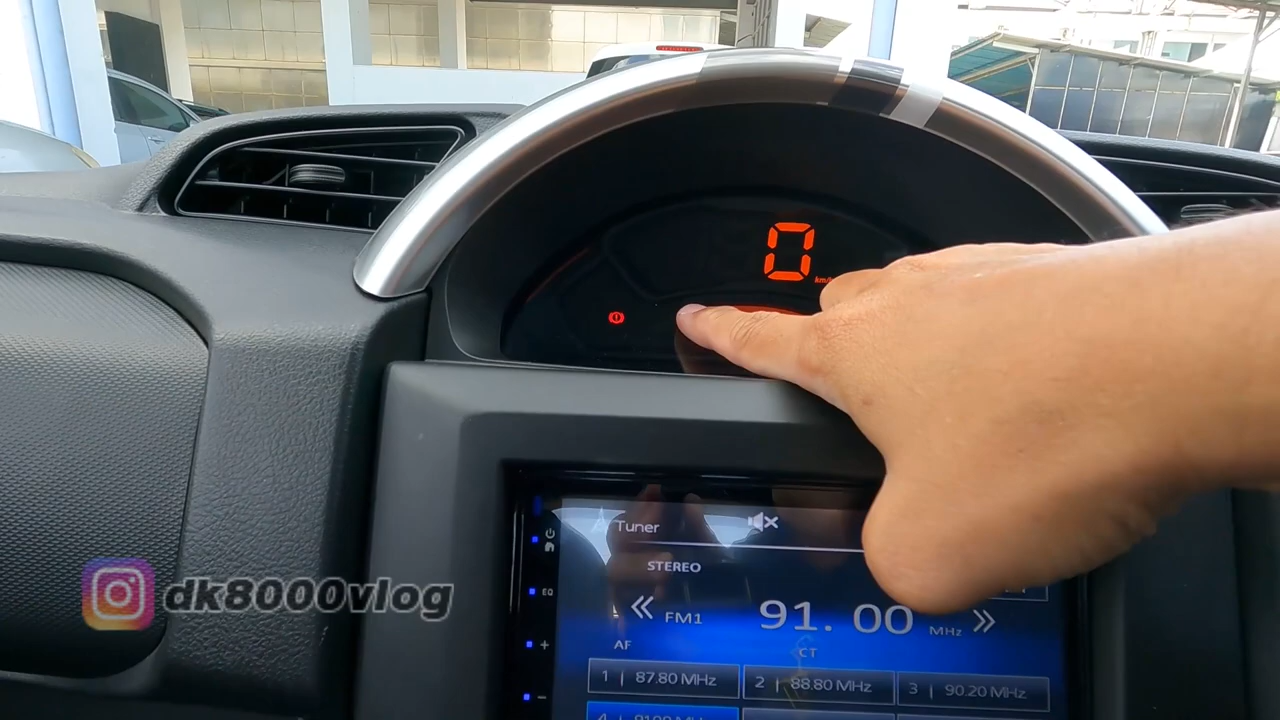 0
km/h
Tuner
STEREO
FM1 91. 00 MHz
AF CT
EQ
+
1 | 87.80 MHz 2 | 88.80 MHz 3 | 90.20 MHz
−
dk8000vlog